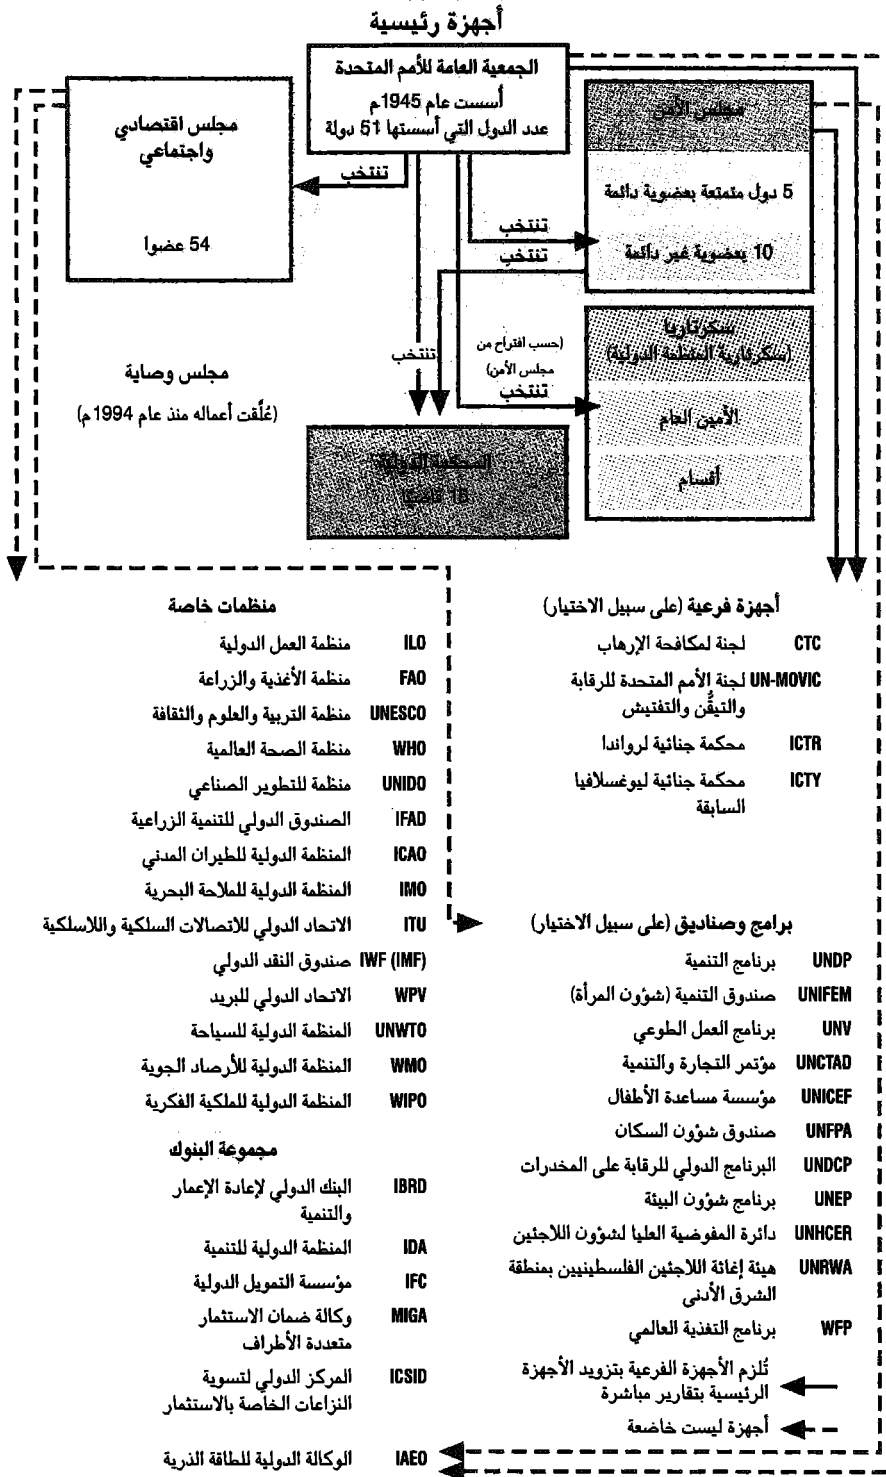 أجهزة رئيسية
الجمعية العامة للأمم المتحدة
أسست عام 1945م
عدد الدول التي أسستها 51 دولة
مجلس الأمن
5 دول متمتعة بعضوية دائمة
10 بعضوية غير دائمة
مجلس اقتصادي
واجتماعي
54 عضوا
تنتخب
تنتخب
تنتخب
سكرتاريا
(سكرتارية المنظمة الدولية)
الأمين العام
أقسام
(حسب اقتراح من
مجلس الأمن)
تنتخب
تنتخب
مجلس وصاية
(عُلِّقت أعماله منذ عام 1994م)
المحكمة الدولية
15 قاضيا
أجهزة فرعية (على سبيل الاختيار)
CTC لجنة لمكافحة الإرهاب
UN-MOVIC لجنة الأمم المتحدة للرقابة
والتيقُّن والتفتيش
ICTR محكمة جنائية لرواندا
ICTY محكمة جنائية ليوغسلافيا
السابقة
برامج وصناديق (على سبيل الاختيار)
UNDP برنامج التنمية
UNIFEM صندوق التنمية (شؤون المرأة)
UNV برنامج العمل الطوعي
UNCTAD مؤتمر التجارة والتنمية
UNICEF مؤسسة مساعدة الأطفال
UNFPA صندوق شؤون السكان
UNDCP البرنامج الدولي للرقابة على المخدرات
UNEP برنامج شؤون البيئة
UNHCER دائرة المفوضية العليا لشؤون اللاجئين
UNRWA هيئة إغاثة اللاجئين الفلسطينيين بمنطقة
الشرق الأدنى
WFP برنامج التغذية العالمي
تُلزم الأجهزة الفرعية بتزويد الأجهزة
الرئيسية بتقارير مباشرة
أجهزة ليست خاضعة
منظمات خاصة
ILO منظمة العمل الدولية
FAO منظمة الأغذية والزراعة
UNESCO منظمة التربية والعلوم والثقافة
WHO منظمة الصحة العالمية
UNIDO منظمة للتطوير الصناعي
IFAD الصندوق الدولي للتنمية الزراعية
ICAO المنظمة الدولية للطيران المدني
IMO المنظمة الدولية للملاحة البحرية
ITU الاتحاد الدولي للاتصالات السلكية واللاسلكية
IWF (IMF) صندوق النقد الدولي
WPV الاتحاد الدولي للبريد
UNWTO المنظمة الدولية للسياحة
WMO المنظمة الدولية للأرصاد الجوية
WIPO المنظمة الدولية للملكية الفكرية
مجموعة البنوك
IBRD البنك الدولي لإعادة الإعمار
والتنمية
IDA المنظمة الدولية للتنمية
IFC مؤسسة التمويل الدولية
MIGA وكالة ضمان الاستثمار
متعددة الأطراف
ICSID المركز الدولي لتسوية
النزاعات الخاصة بالاستثمار
IAEO الوكالة الدولية للطاقة الذرية